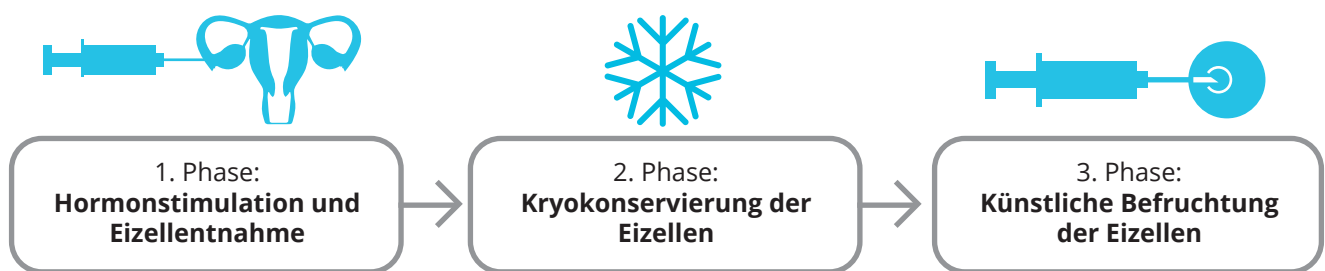 1. Phase:
Hormonstimulation und
Eizellentnahme
2. Phase:
Kryokonservierung der
Eizellen
3. Phase:
Künstliche Befruchtung
der Eizellen